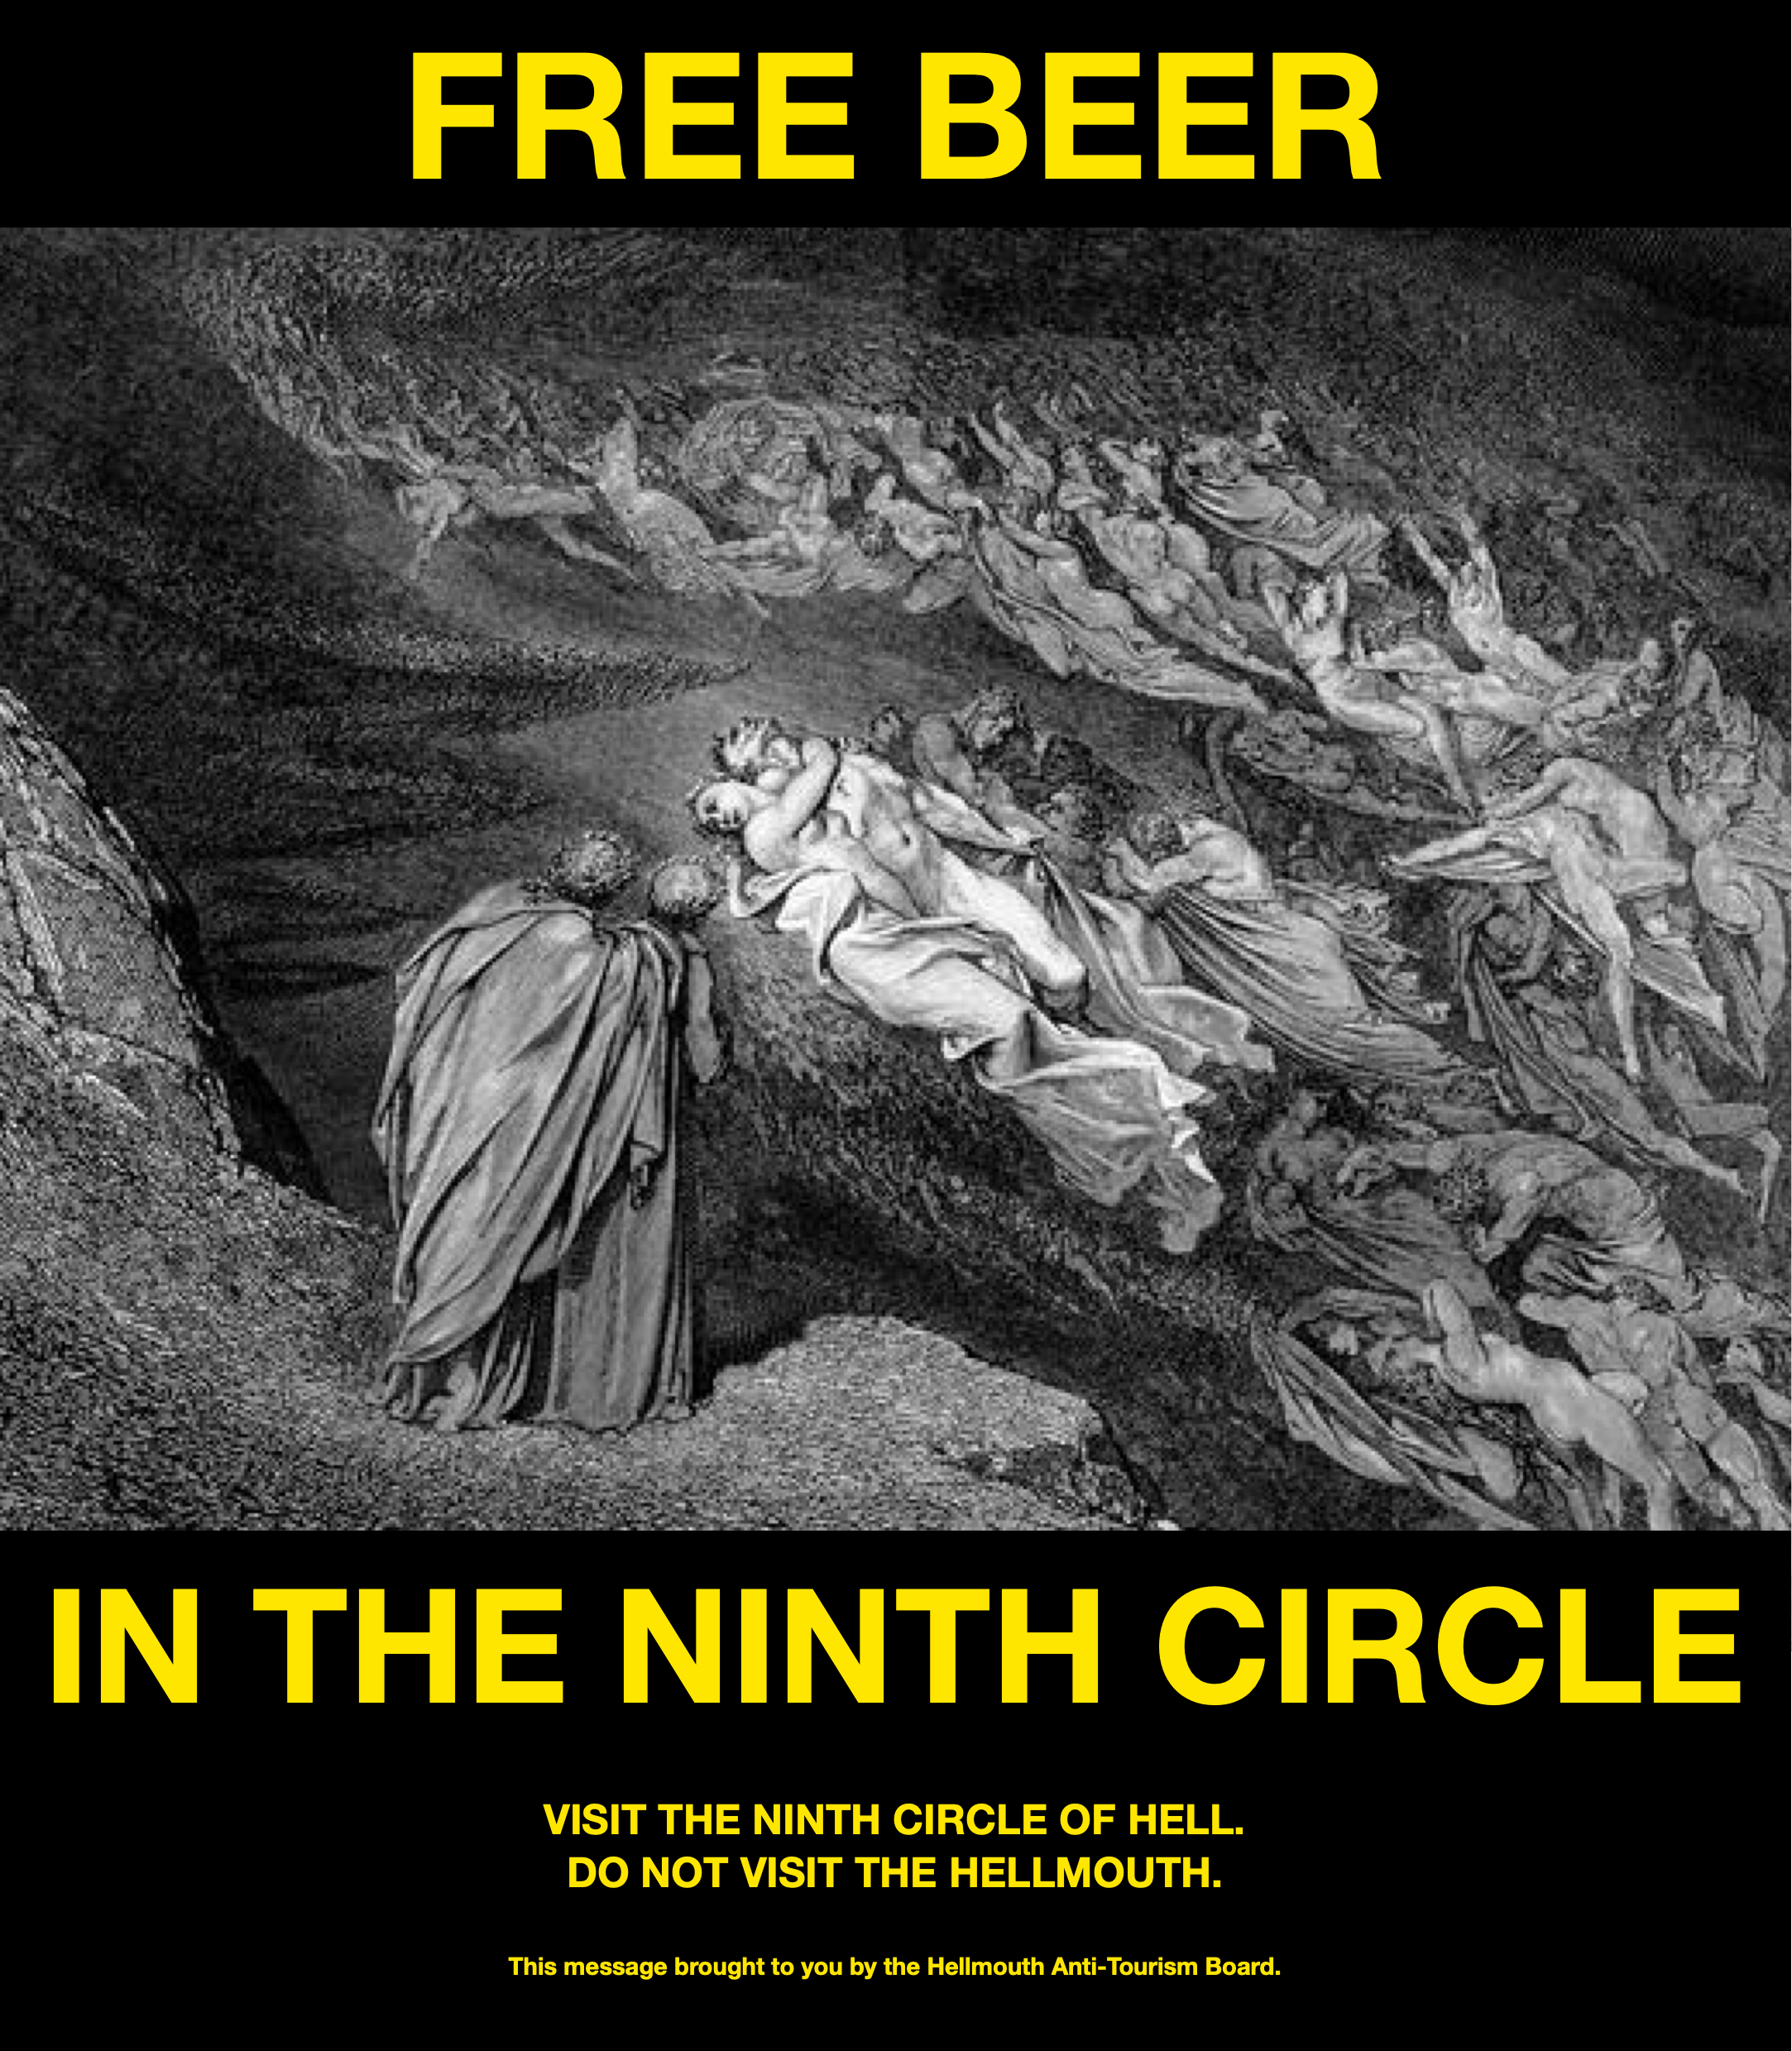 FREE BEER
IN THE NINTH CIRCLE
VISIT THE NINTH CIRCLE OF HELL.
DO NOT VISIT THE HELLMOUTH.
This message brought to you by the Hellmouth Anti-Tourism Board.